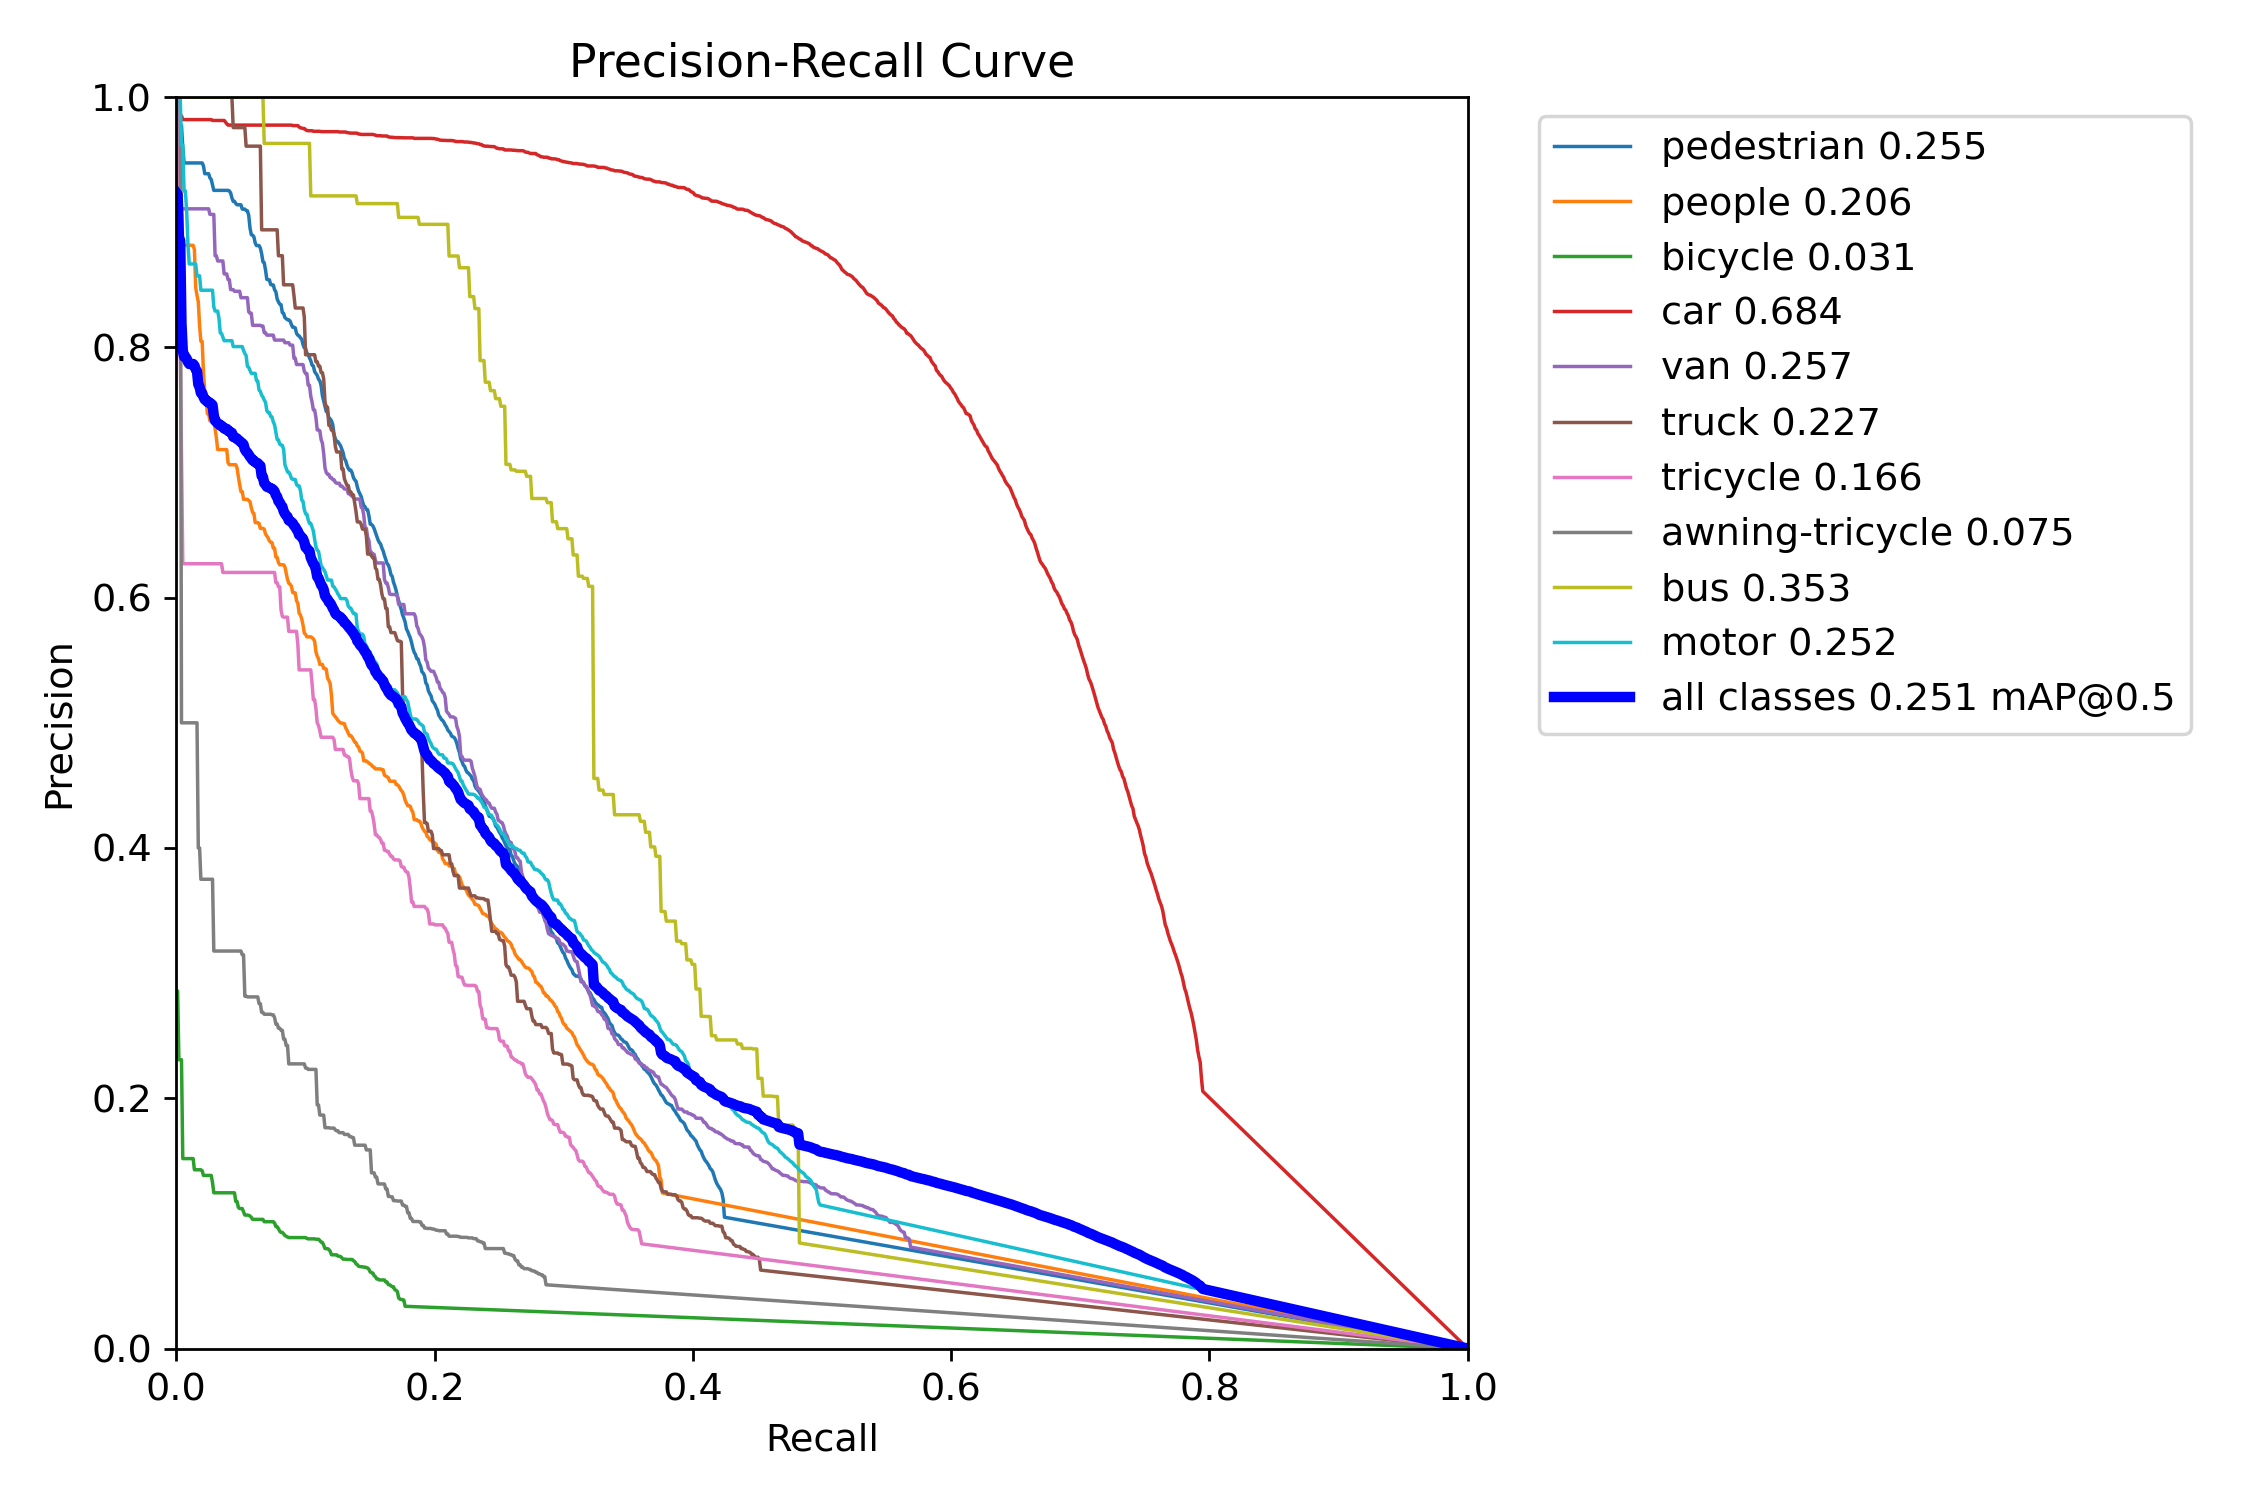 Precision-Recall Curve
1.0
0.8
0.6
0.4
0.2
0.0
Precision
0.0 0.2 0.4 0.6 0.8 1.0
Recall
pedestrian 0.255
people 0.206
bicycle 0.031
car 0.684
van 0.257
truck 0.227
tricycle 0.166
awning-tricycle 0.075
bus 0.353
motor 0.252
all classes 0.251 mAP@0.5